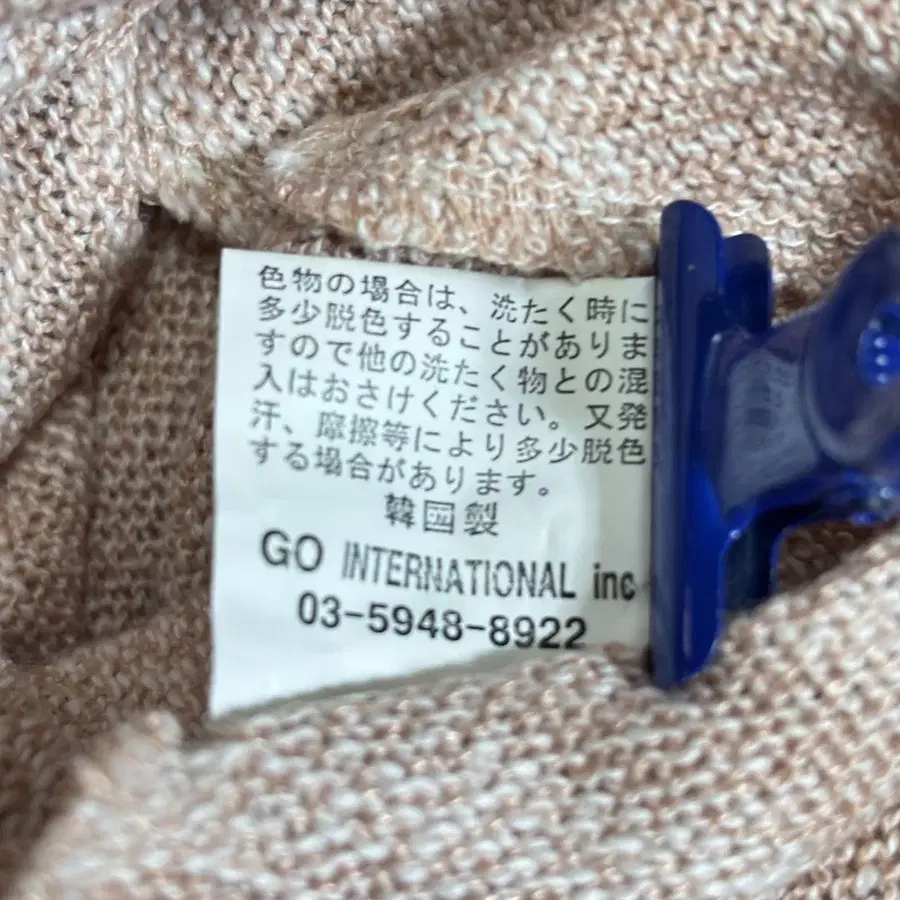 色物の場合は、洗たく時に
多少脱色することがありま
すので他の洗たく物との混
入はおさけください。又発
汗、摩擦等により多少脱色
する場合があります。
韓国製
GO INTERNATIONAL inc
03-5948-8922